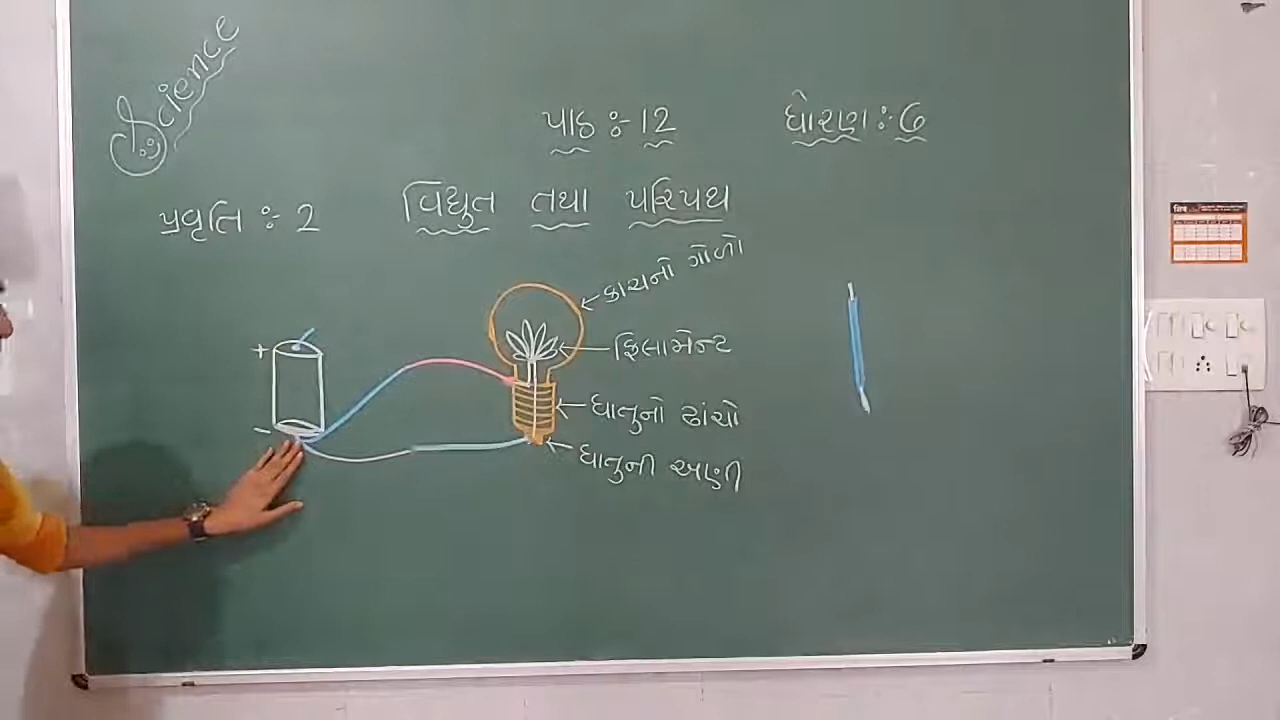 Science
પાઠ :- 12
ધોરણ :- 6
પ્રવૃતિ :- 2
વિદ્યુત તથા પરિપથ
કાચનો ગોળો
ફિલામેન્ટ
ધાતુનો ઢાંચો
ધાતુની અણી
+
-